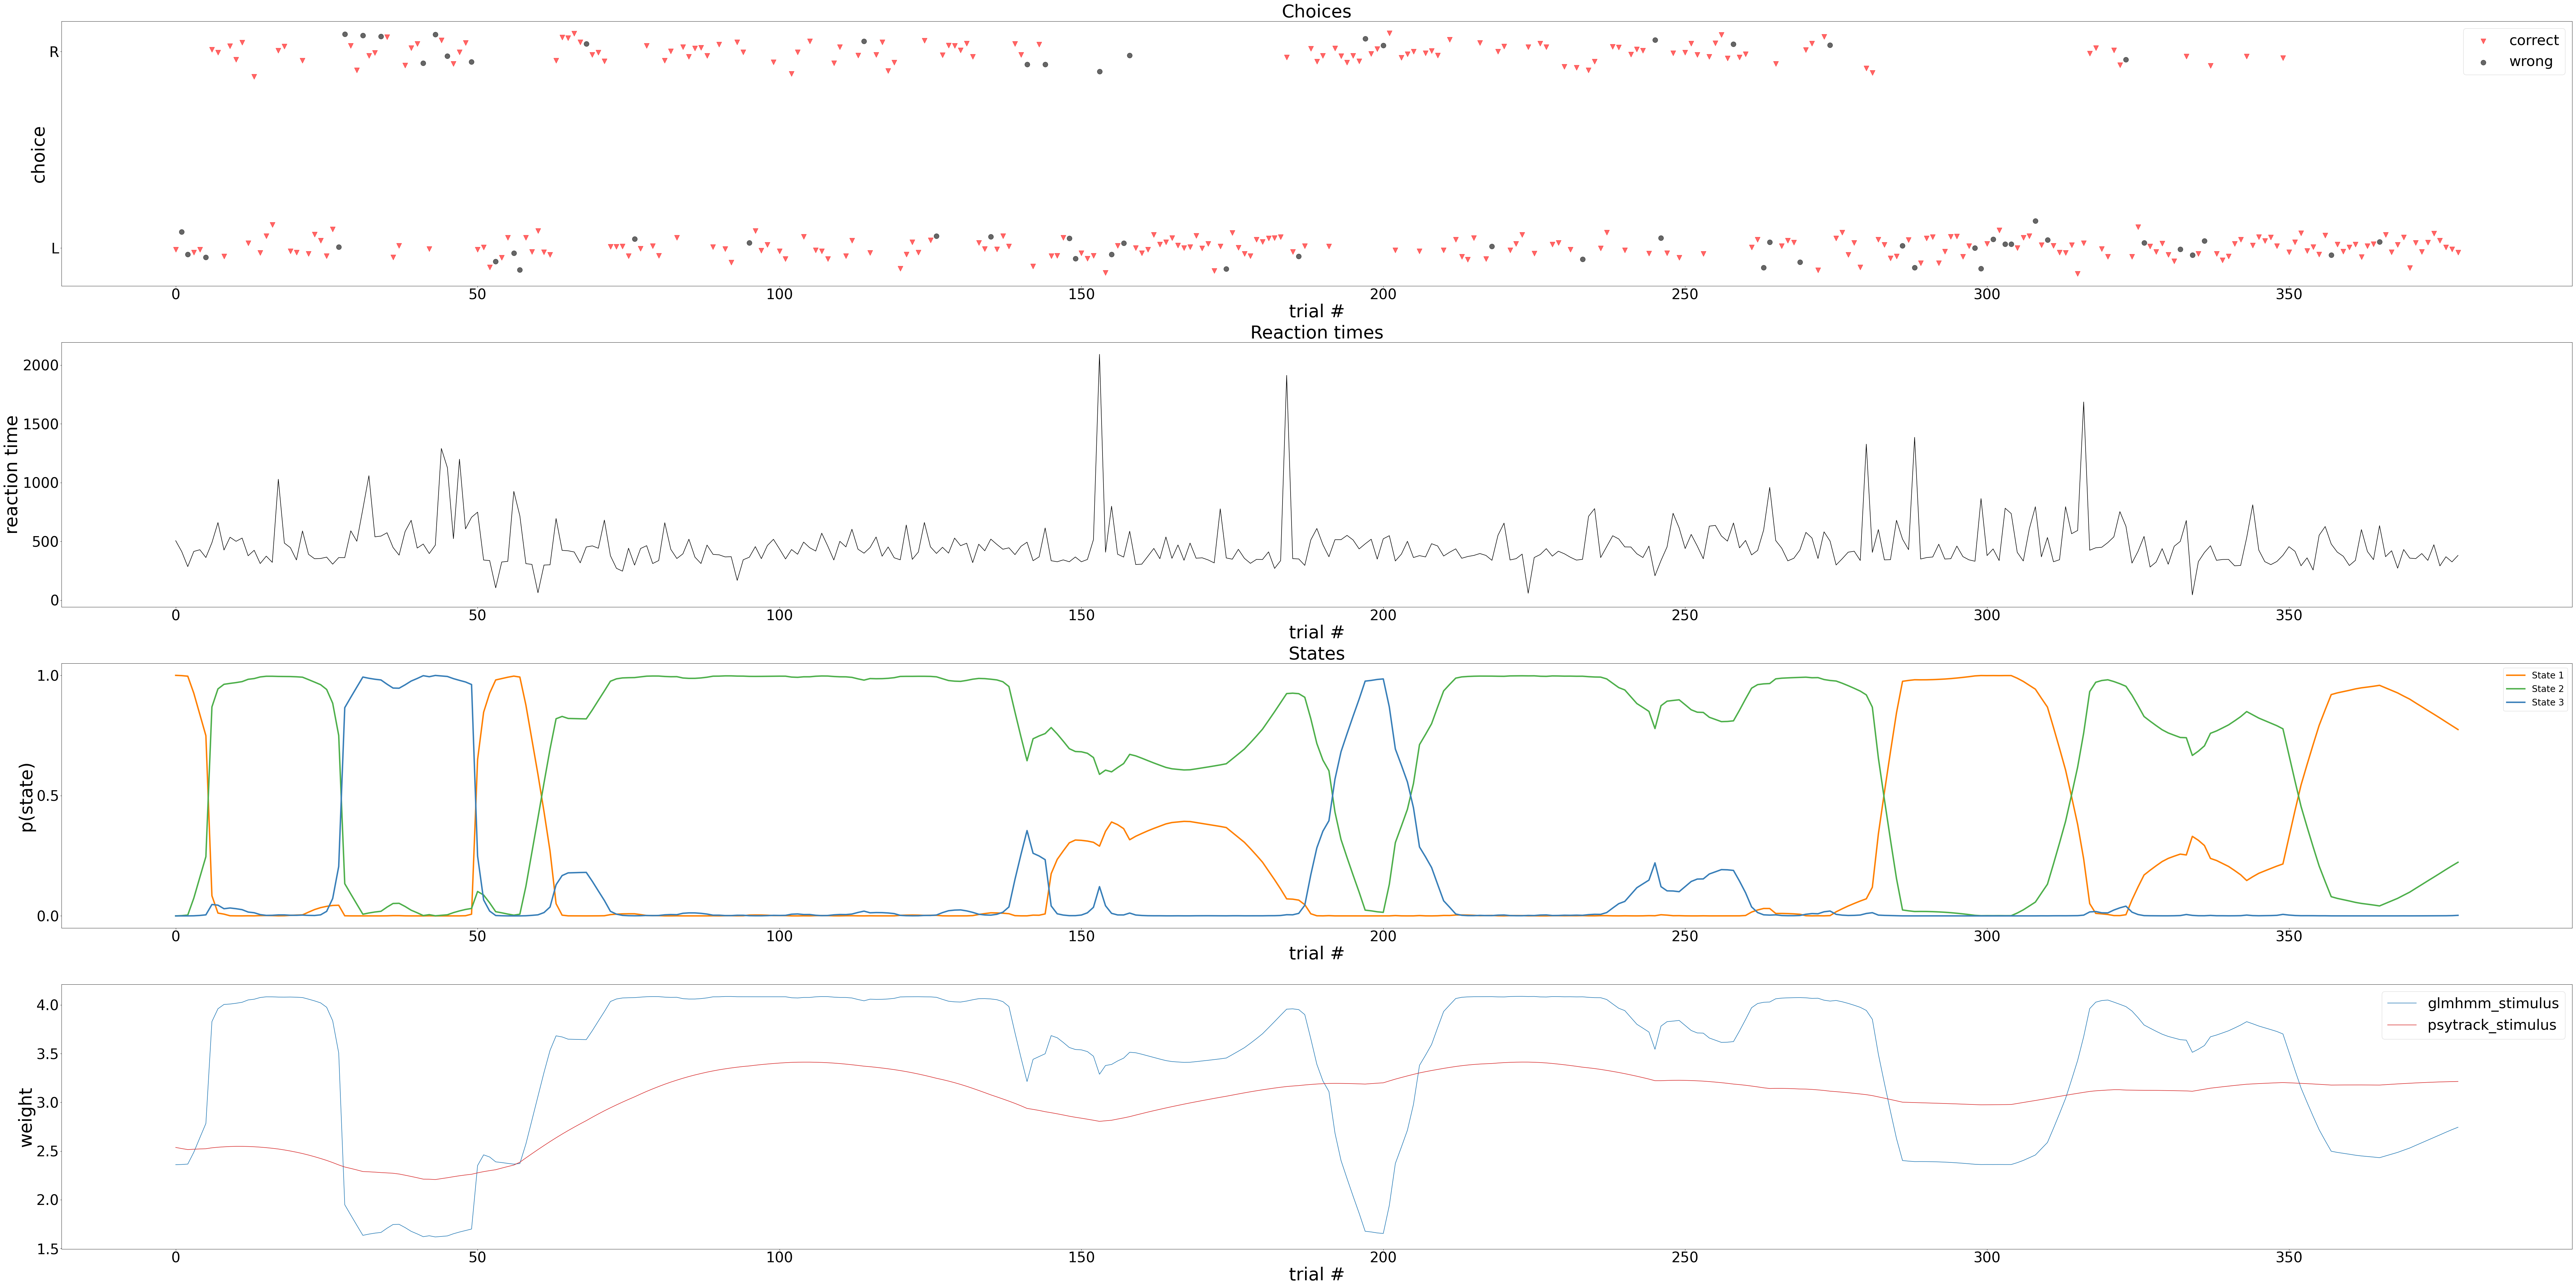 Choices
R
L
choice
correct
wrong
0 50 100 150 200 250 300 350
trial #
Reaction times
2000
1500
1000
500
0
reaction time
0 50 100 150 200 250 300 350
trial #
States
1.0
0.5
0.0
p(state)
State 1
State 2
State 3
0 50 100 150 200 250 300 350
trial #
4.0
3.5
3.0
2.5
2.0
1.5
weight
glmhmm_stimulus
psytrack_stimulus
0 50 100 150 200 250 300 350
trial #